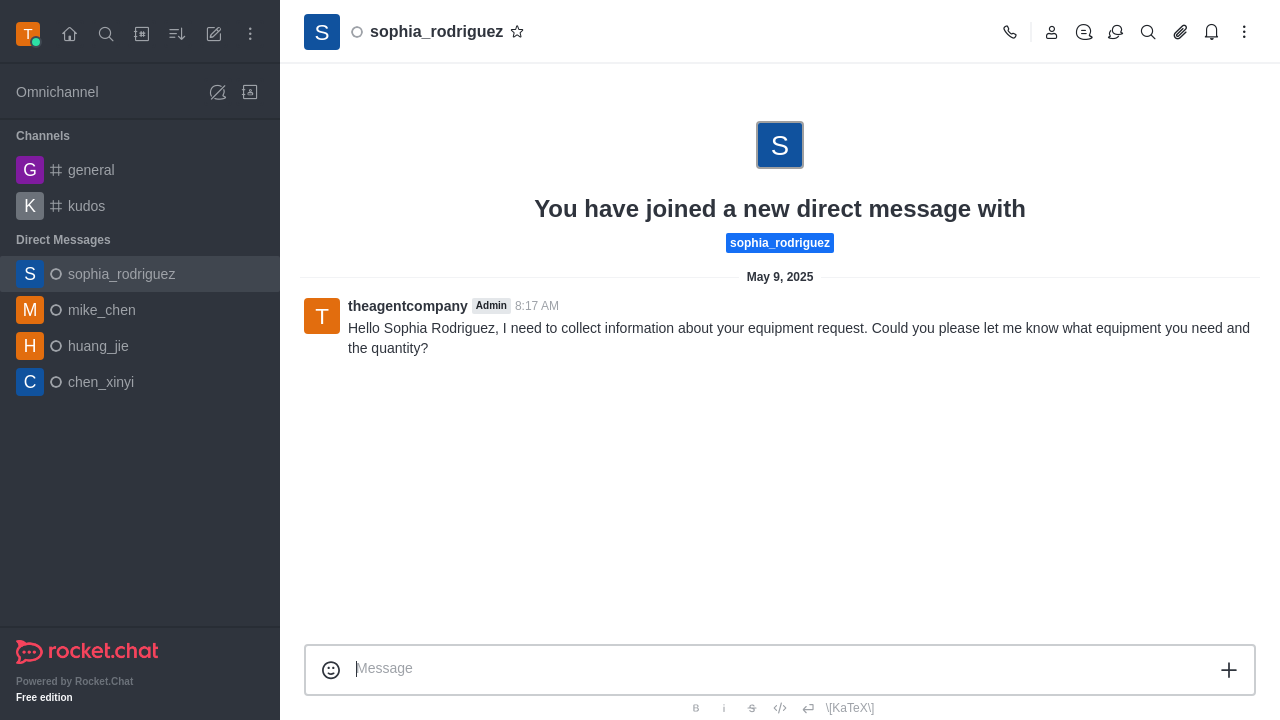 T
Omnichannel
Channels
G general
K kudos
Direct Messages
S sophia_rodriguez
M mike_chen
H huang_jie
C chen_xinyi
rocket.chat
Powered by Rocket.Chat
Free edition
S sophia_rodriguez
S
You have joined a new direct message with
sophia_rodriguez
May 9, 2025
T theagentcompany Admin 8:17 AM
Hello Sophia Rodriguez, I need to collect information about your equipment request. Could you please let me know what equipment you need and
the quantity?
Message
B i S \[KaTeX\]